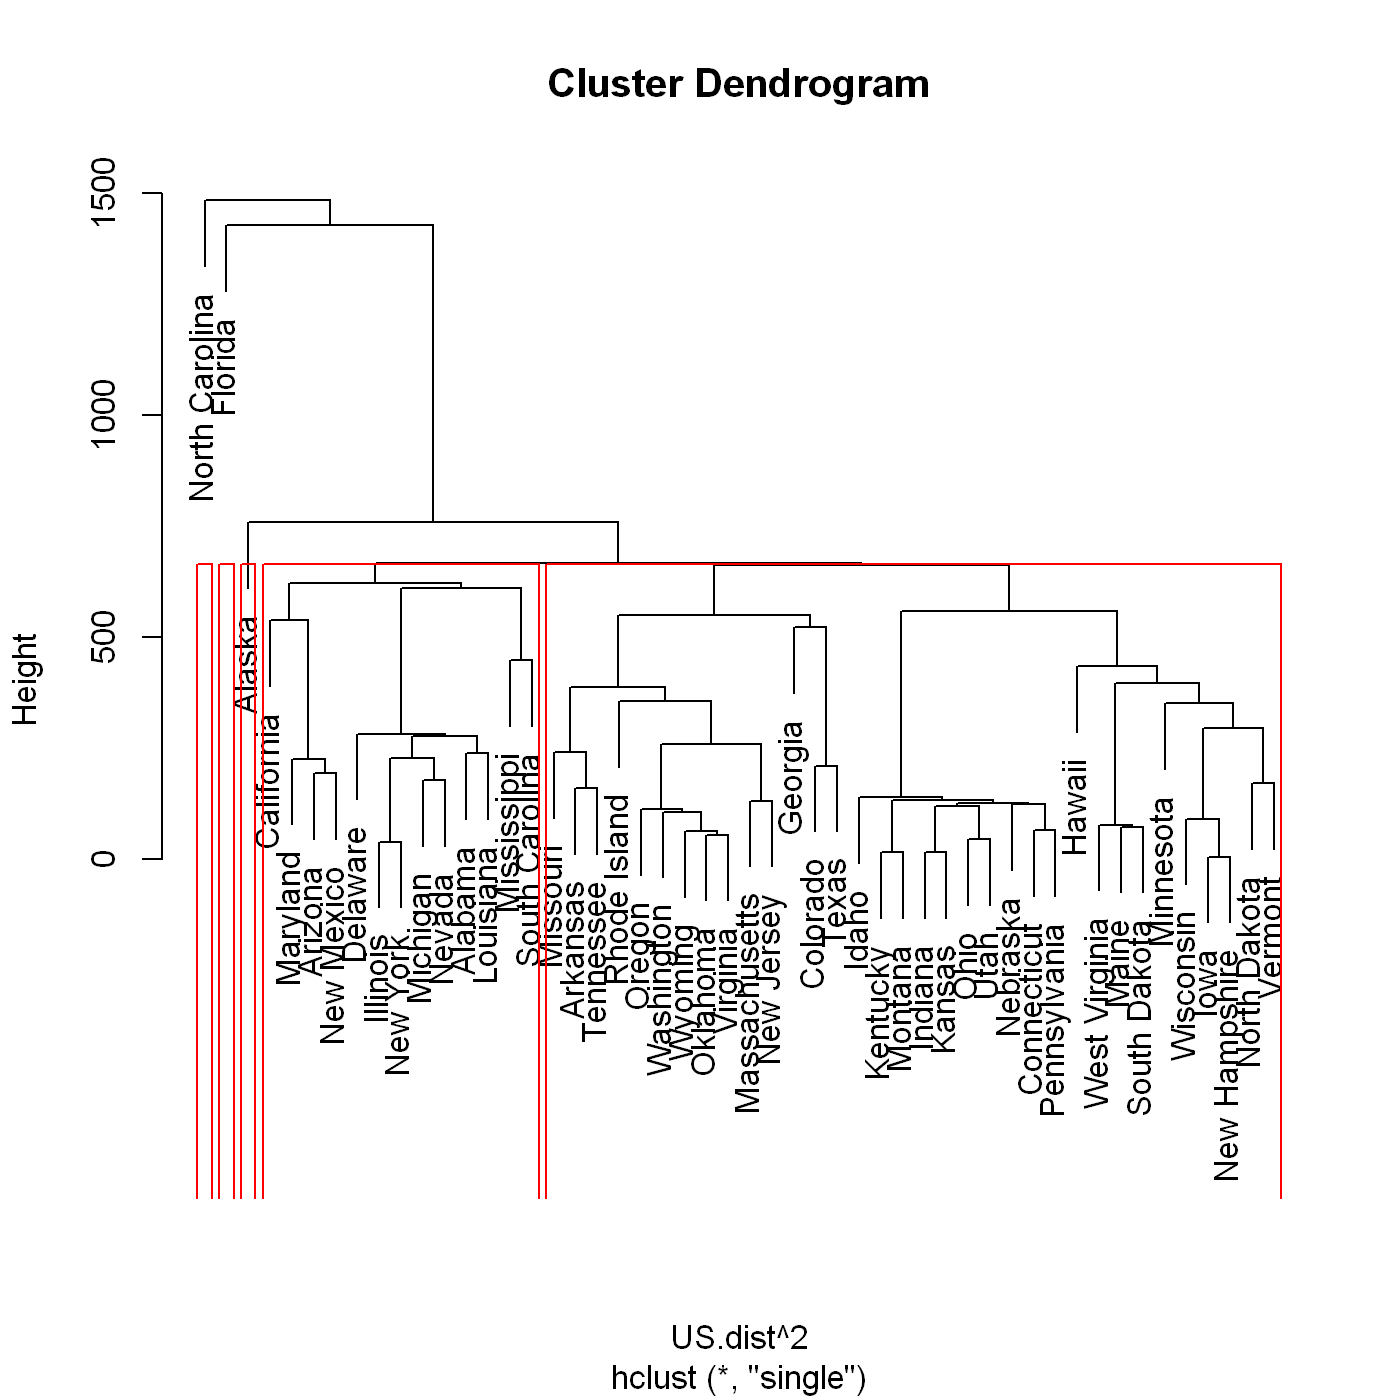 Cluster Dendrogram
Height
1500
1000
500
0
North Carolina
Florida
Alaska
California
Maryland
Arizona
New Mexico
Delaware
Illinois
New York
Michigan
Nevada
Alabama
Louisiana
Mississippi
South Carolina
Missouri
Arkansas
Tennessee
Rhode Island
Oregon
Washington
Wyoming
Oklahoma
Virginia
Massachusetts
New Jersey
Georgia
Colorado
Texas
Idaho
Kentucky
Montana
Indiana
Kansas
Ohio
Utah
Nebraska
Connecticut
Pennsylvania
Hawaii
West Virginia
Maine
South Dakota
Minnesota
Wisconsin
Iowa
New Hampshire
North Dakota
Vermont
US.dist^2
hclust (*, "single")